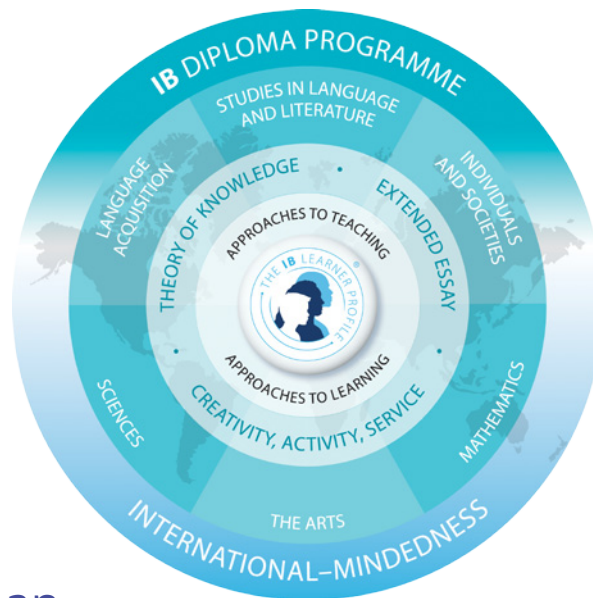 IB DIPLOMA PROGRAMME
STUDIES IN LANGUAGE
AND LITERATURE
LANGUAGE
ACQUISITION
INDIVIDUALS
AND SOCIETIES
THEORY OF KNOWLEDGE
•
EXTENDED ESSAY
APPROACHES TO TEACHING
THE IB LEARNER PROFILE
®
APPROACHES TO LEARNING
•
CREATIVITY, ACTIVITY, SERVICE
•
SCIENCES
MATHEMATICS
THE ARTS
INTERNATIONAL–MINDEDNESS